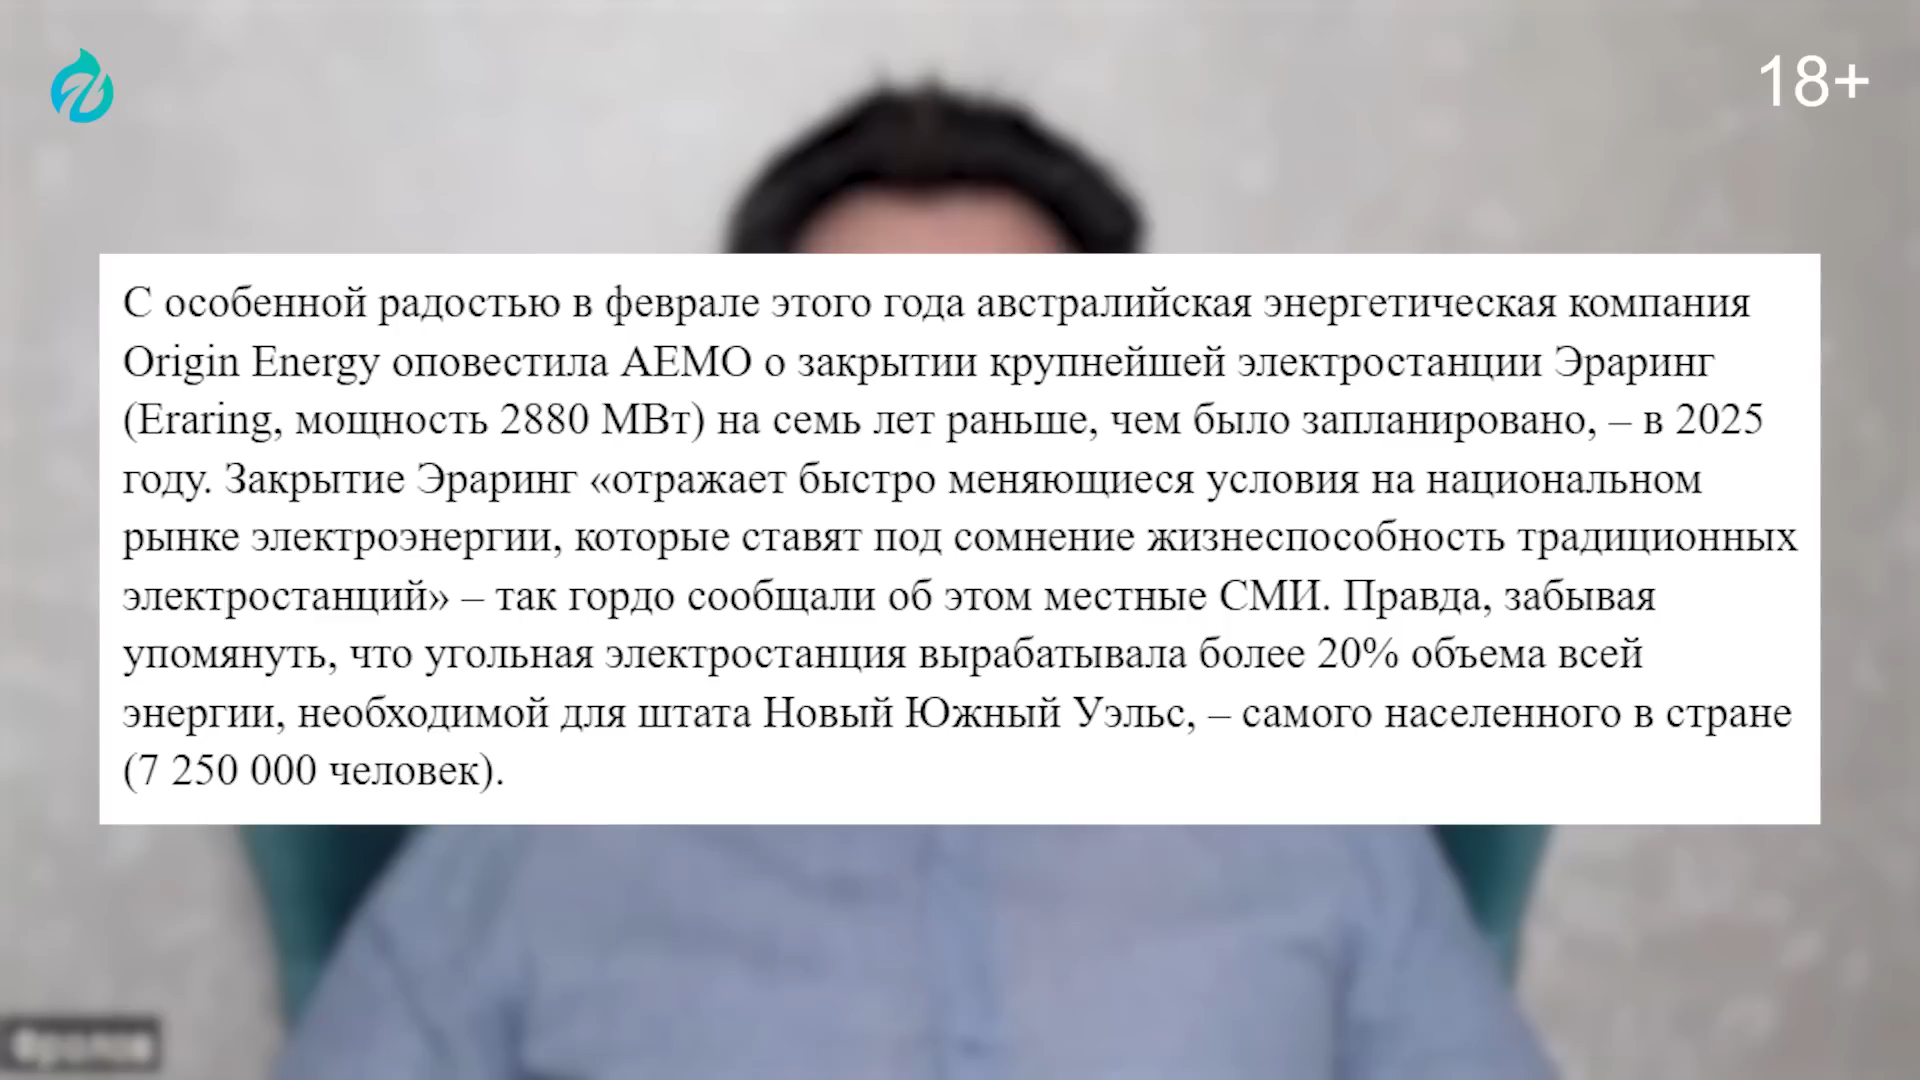 18+
С особенной радостью в феврале этого года австралийская энергетическая компания
Origin Energy оповестила AEMO о закрытии крупнейшей электростанции Эраринг
(Eraring, мощность 2880 МВт) на семь лет раньше, чем было запланировано, – в 2025
году. Закрытие Эраринг «отражает быстро меняющиеся условия на национальном
рынке электроэнергии, которые ставят под сомнение жизнеспособность традиционных
электростанций» – так гордо сообщали об этом местные СМИ. Правда, забывая
упомянуть, что угольная электростанция вырабатывала более 20% объема всей
энергии, необходимой для штата Новый Южный Уэльс, – самого населенного в стране
(7 250 000 человек).